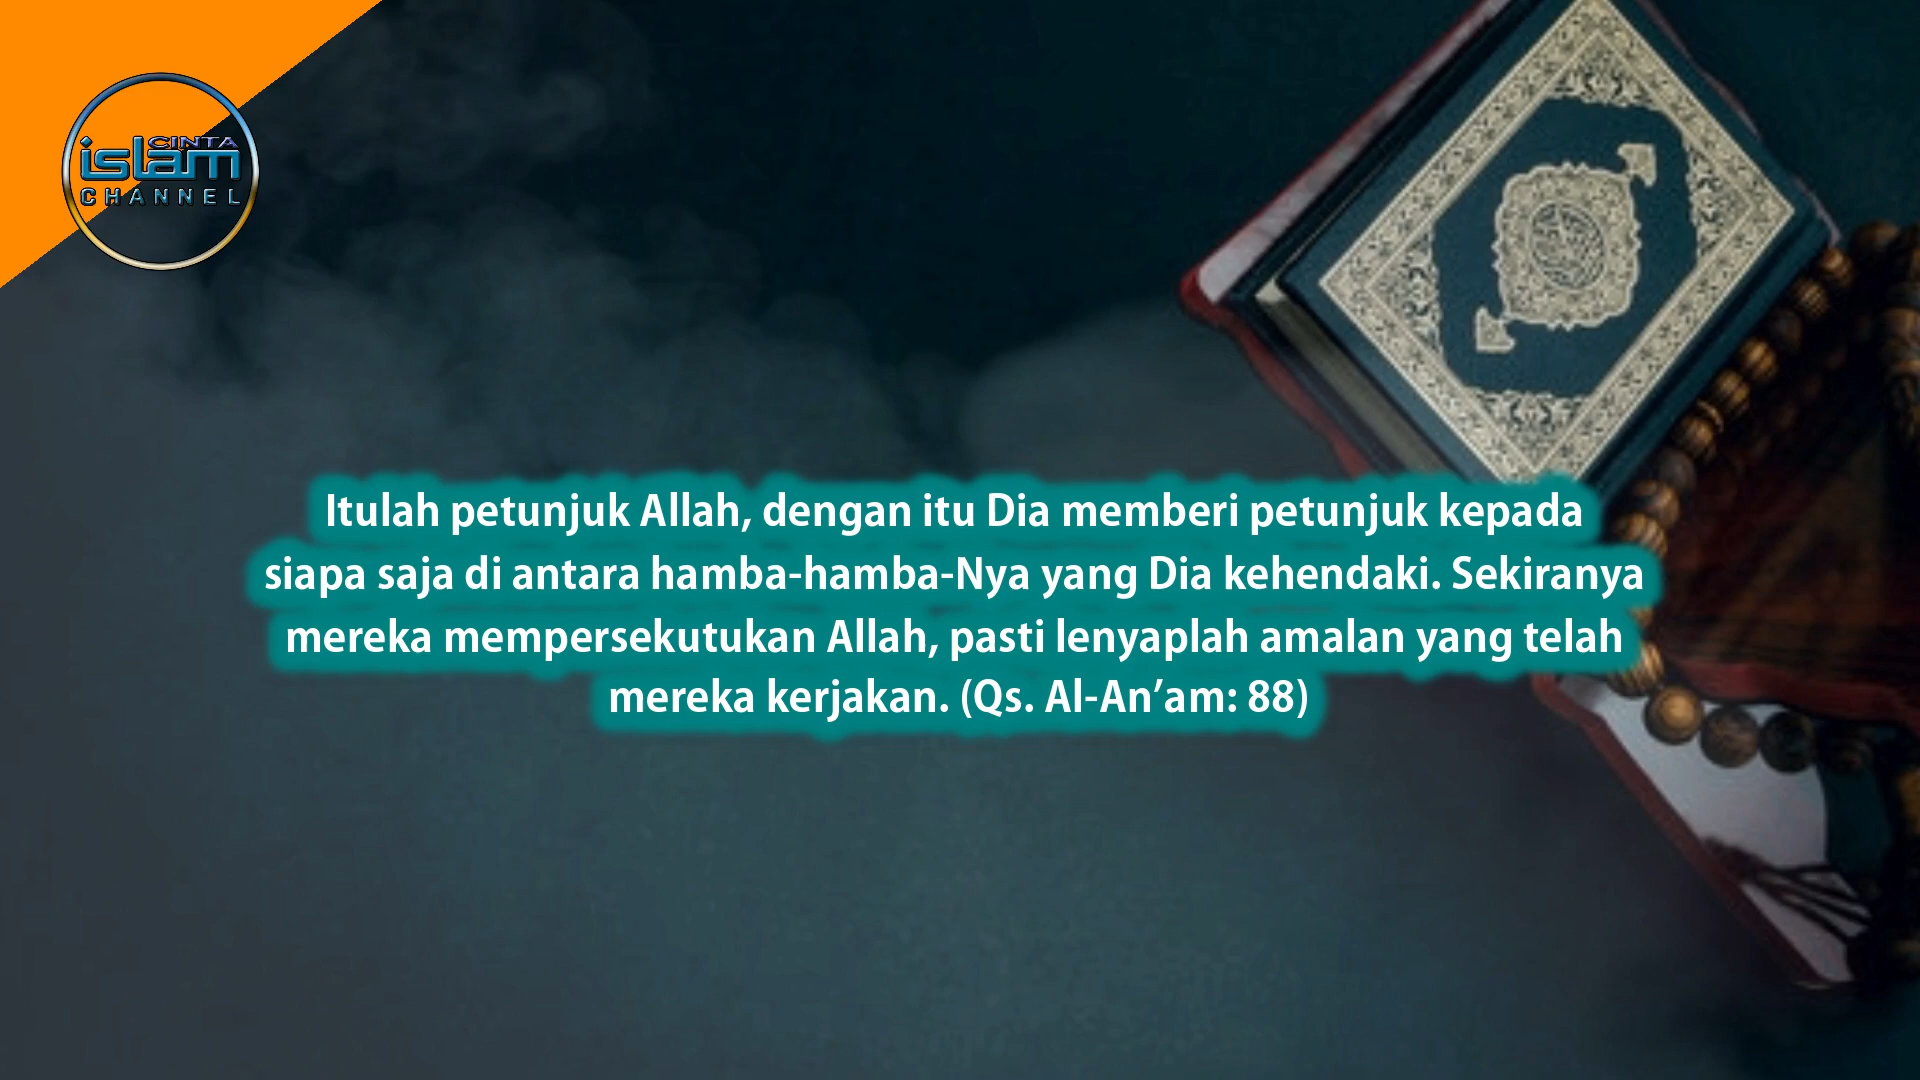 CINTA
islam
CHANNEL
Itulah petunjuk Allah, dengan itu Dia memberi petunjuk kepada
siapa saja di antara hamba-hamba-Nya yang Dia kehendaki. Sekiranya
mereka mempersekutukan Allah, pasti lenyaplah amalan yang telah
mereka kerjakan. (Qs. Al-An’am: 88)